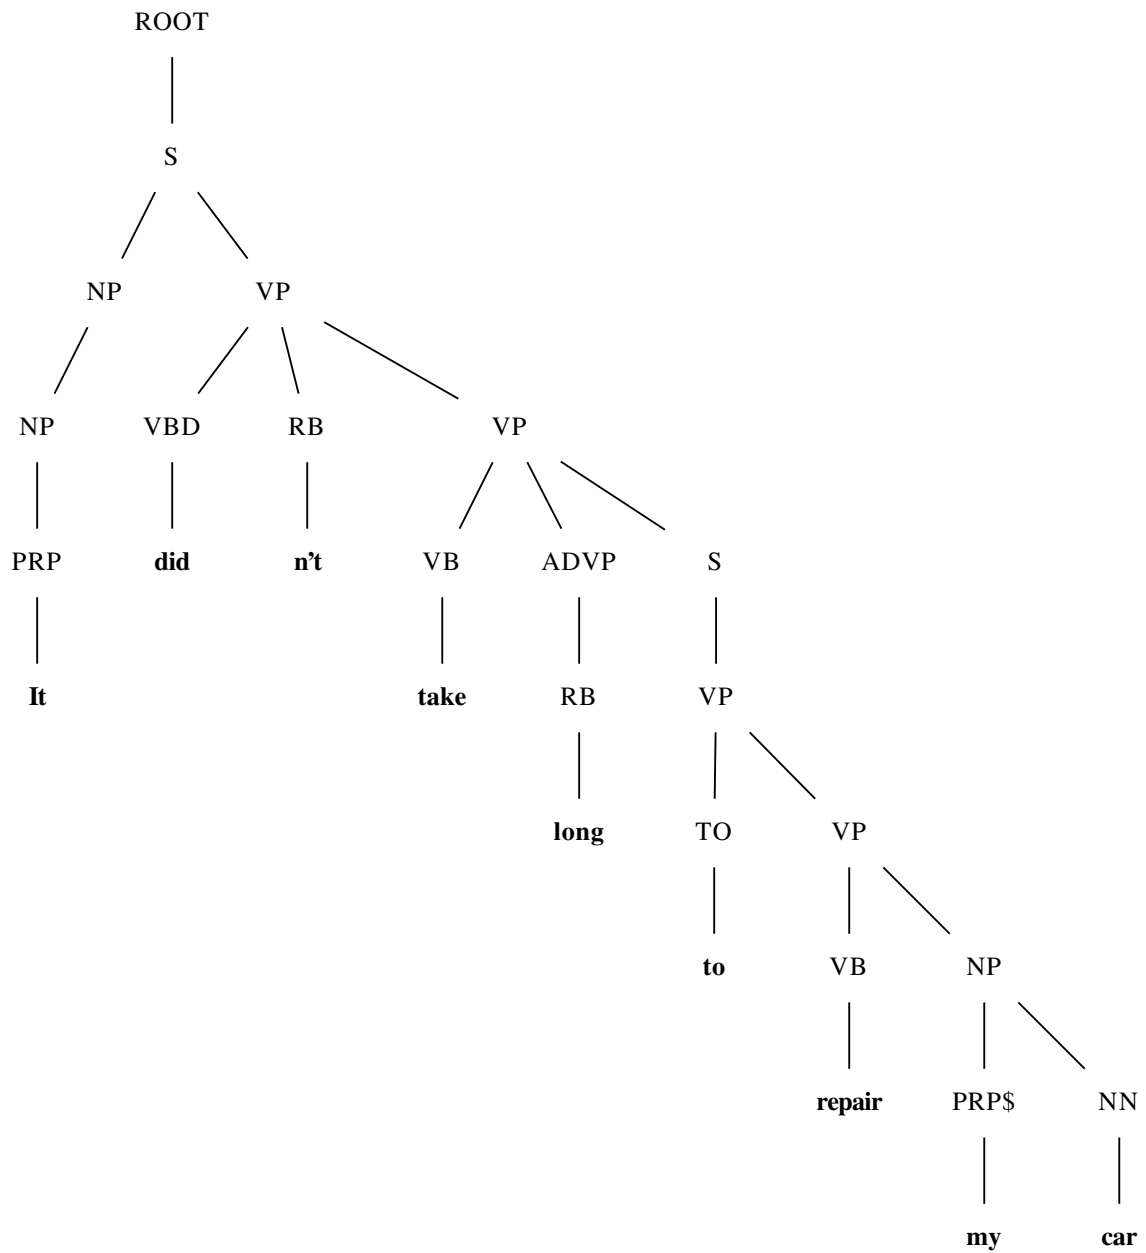 ROOT
S
NP VP
NP VBD RB VP
PRP did n't VB ADVP S
It take RB VP
long TO VP
to VB NP
repair PRP$ NN
my car